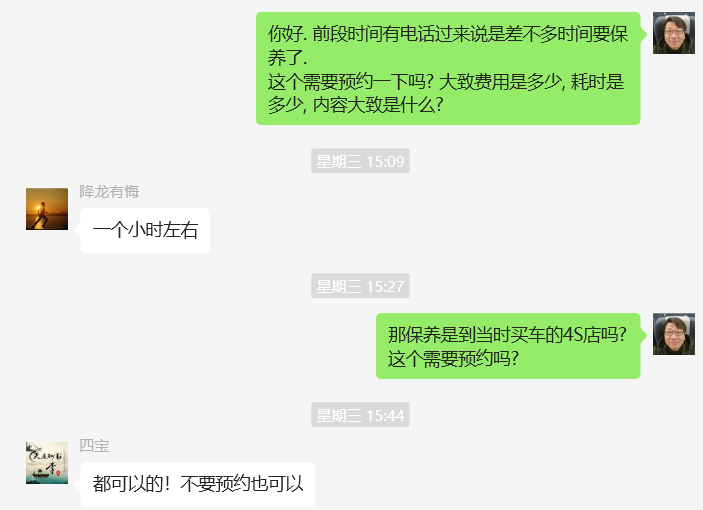 你好. 前段时间有电话过来说是差不多时间要保
养了.
这个需要预约一下吗? 大致费用是多少, 耗时是
多少, 内容大致是什么?
星期三 15:09
降龙有悔
一个小时左右
星期三 15:27
那保养是到当时买车的4S店吗?
这个需要预约吗?
星期三 15:44
四宝
都可以的！不要预约也可以